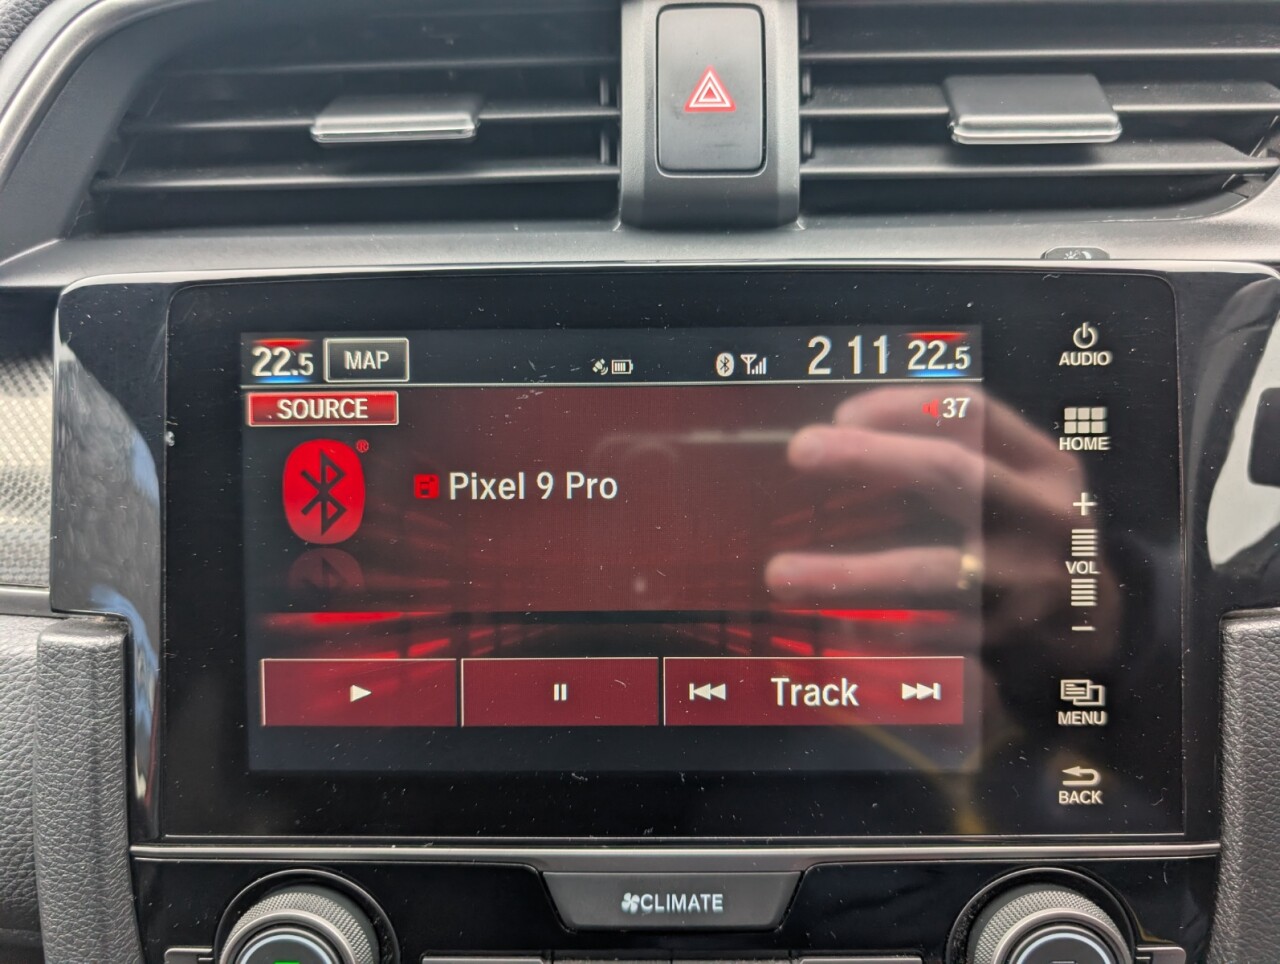 22.5 MAP 2 11 22.5
SOURCE 37
®
Pixel 9 Pro
Track
AUDIO
HOME
+
VOL
−
MENU
BACK
CLIMATE